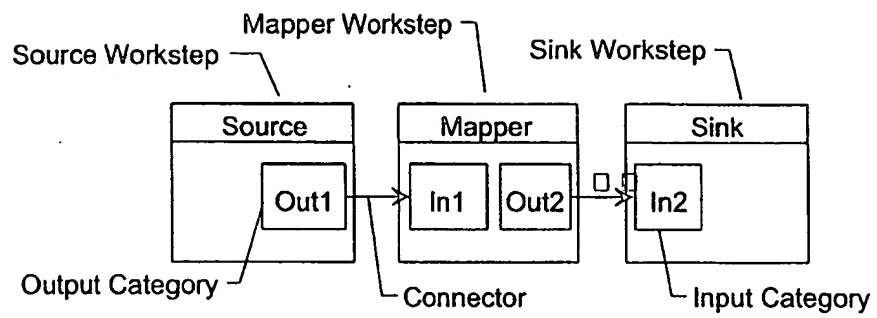 Mapper Workstep
Source Workstep
Sink Workstep
Source
Mapper
Sink
Out1
In1
Out2
In2
Output Category
Connector
Input Category